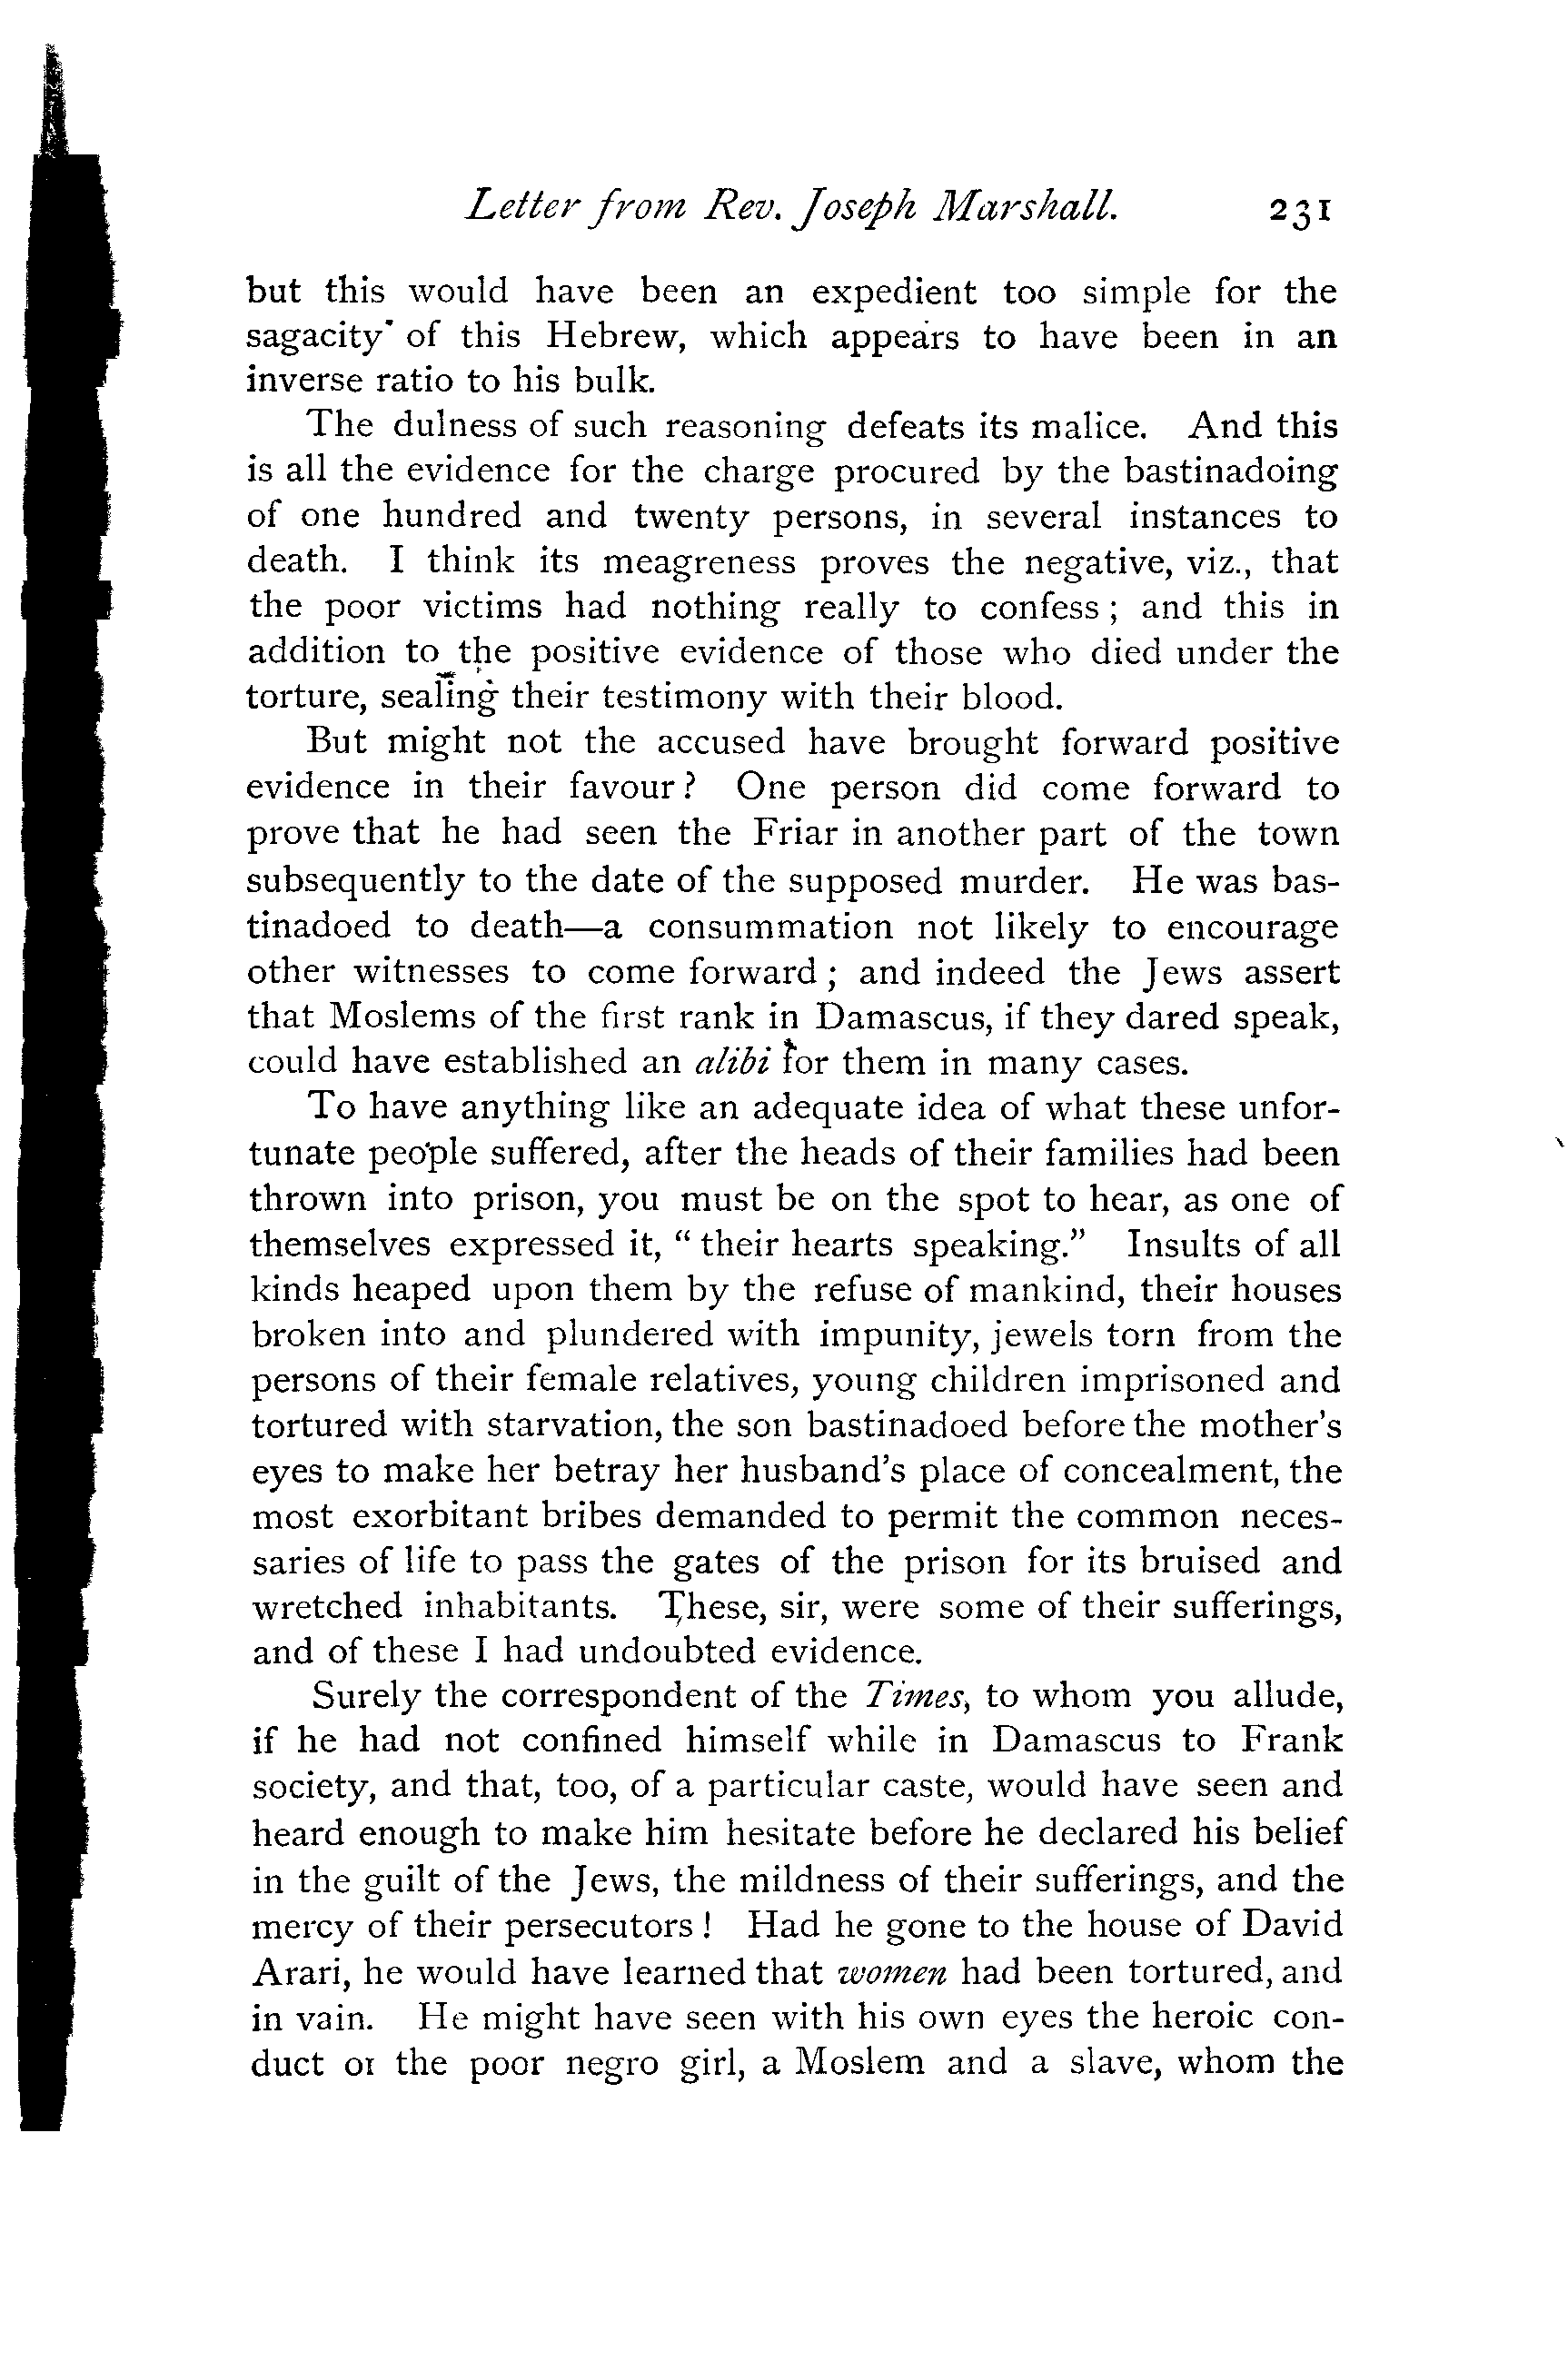 Letter from Rev. Joseph Marshall. 231
but this would have been an expedient too simple for the
sagacity of this Hebrew, which appears to have been in an
inverse ratio to his bulk.
The dulness of such reasoning defeats its malice. And this
is all the evidence for the charge procured by the bastinadoing
of one hundred and twenty persons, in several instances to
death. I think its meagreness proves the negative, viz., that
the poor victims had nothing really to confess; and this in
addition to the positive evidence of those who died under the
torture, sealing their testimony with their blood.
But might not the accused have brought forward positive
evidence in their favour? One person did come forward to
prove that he had seen the Friar in another part of the town
subsequently to the date of the supposed murder. He was bas-
tinadoed to death—a consummation not likely to encourage
other witnesses to come forward; and indeed the Jews assert
that Moslems of the first rank in Damascus, if they dared speak,
could have established an alibi for them in many cases.
To have anything like an adequate idea of what these unfor-
tunate people suffered, after the heads of their families had been
thrown into prison, you must be on the spot to hear, as one of
themselves expressed it, “their hearts speaking.” Insults of all
kinds heaped upon them by the refuse of mankind, their houses
broken into and plundered with impunity, jewels torn from the
persons of their female relatives, young children imprisoned and
tortured with starvation, the son bastinadoed before the mother’s
eyes to make her betray her husband’s place of concealment, the
most exorbitant bribes demanded to permit the common neces-
saries of life to pass the gates of the prison for its bruised and
wretched inhabitants. These, sir, were some of their sufferings,
and of these I had undoubted evidence.
Surely the correspondent of the Times, to whom you allude,
if he had not confined himself while in Damascus to Frank
society, and that, too, of a particular caste, would have seen and
heard enough to make him hesitate before he declared his belief
in the guilt of the Jews, the mildness of their sufferings, and the
mercy of their persecutors! Had he gone to the house of David
Arari, he would have learned that women had been tortured, and
in vain. He might have seen with his own eyes the heroic con-
duct of the poor negro girl, a Moslem and a slave, whom the